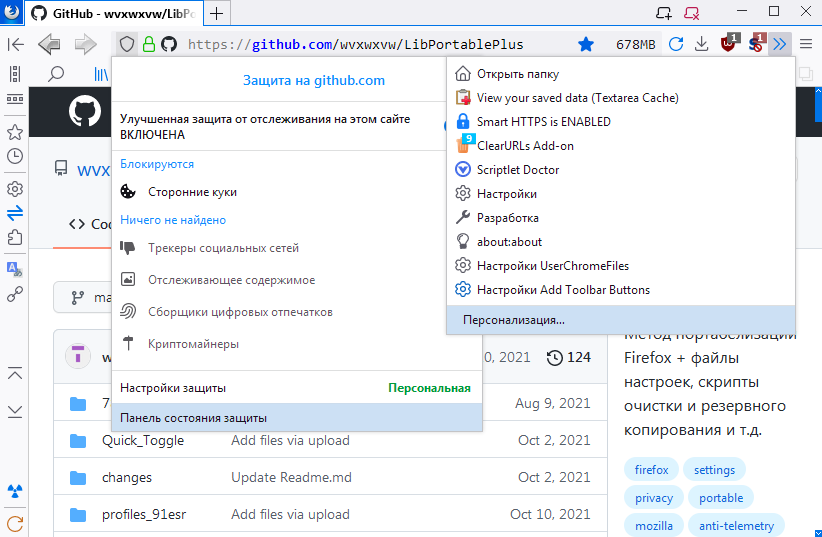 GitHub - wvxwxvw/LibPo
https://github.com/wvxwxvw/LibPortablePlus
678MB
1
1
Защита на github.com
Улучшенная защита от отслеживания на этом сайте
ВКЛЮЧЕНА
Блокируются
Сторонние куки
Ничего не найдено
Трекеры социальных сетей
Отслеживающее содержимое
Сборщики цифровых отпечатков
Криптомайнеры
Настройки защиты Персональная
Панель состояния защиты
Открыть папку
View your saved data (Textarea Cache)
Smart HTTPS is ENABLED
9
ClearURLs Add-on
Scriptlet Doctor
Настройки
Разработка
about:about
Настройки UserChromeFiles
Настройки Add Toolbar Buttons
Персонализация...
wvx
<> Co
ma
w
0, 2021 124
7 Aug 9, 2021
Quick_Toggle Add files via upload Oct 2, 2021
changes Update Readme.md Oct 2, 2021
profiles_91esr Add files via upload Oct 10, 2021
Метод портабелизации
Firefox + файлы
настроек, скрипты
очистки и резервного
копирования и т.д.
firefox settings
privacy portable
mozilla anti-telemetry